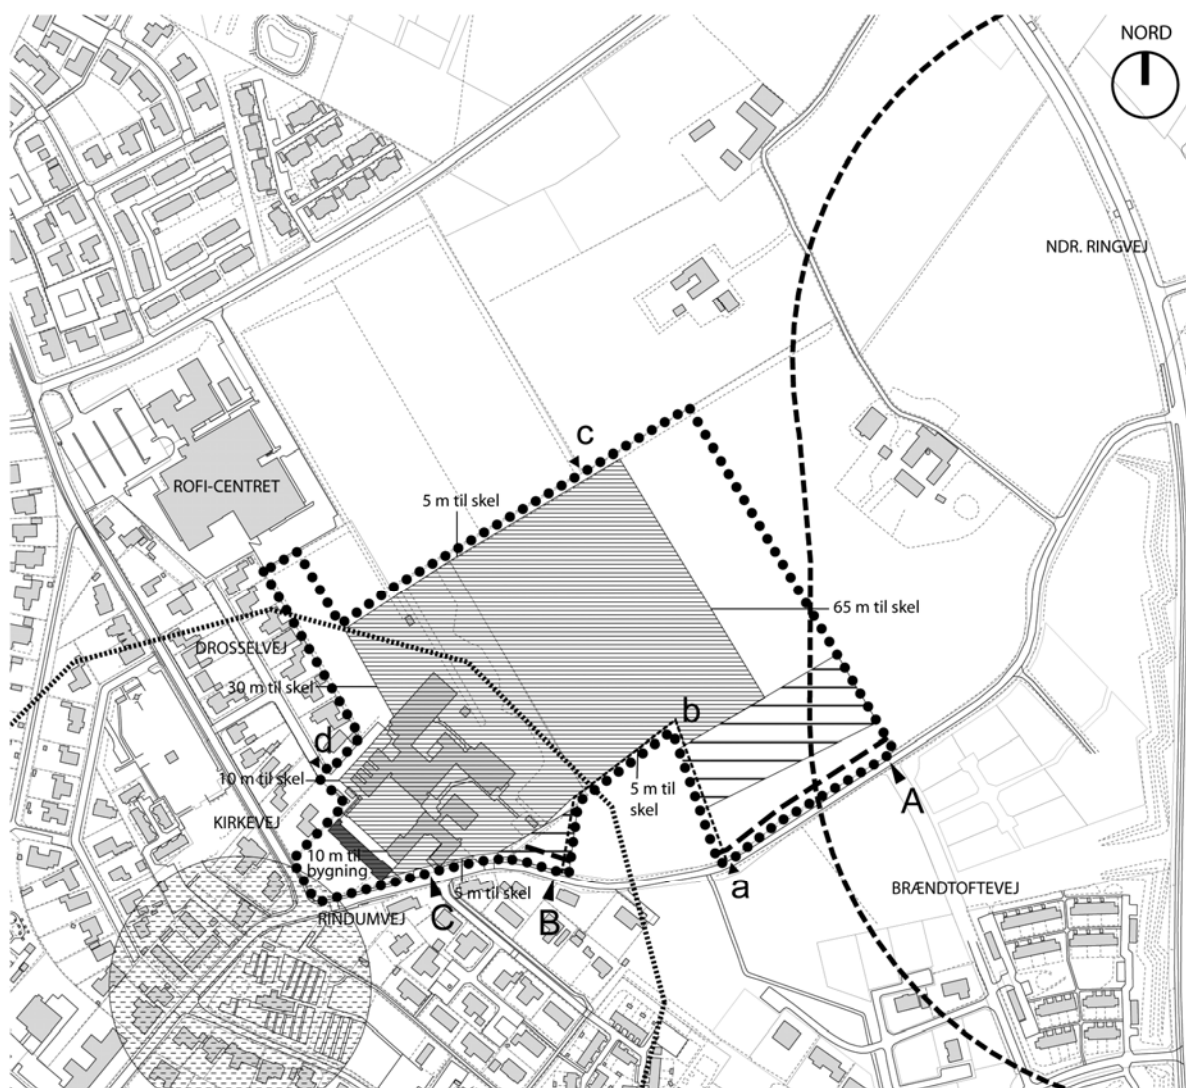 NORD
NDR. RINGVEJ
c
ROFI-CENTRET
5 m til skel
65 m til skel
DROSSELVEJ
30 m til skel
b
d
10 m til skel
5 m til
skel
A
KIRKEVEJ
10 m til
bygning
a
5 m til skel
BRÆNDTOFTEVEJ
C
B
RINDUMVEJ